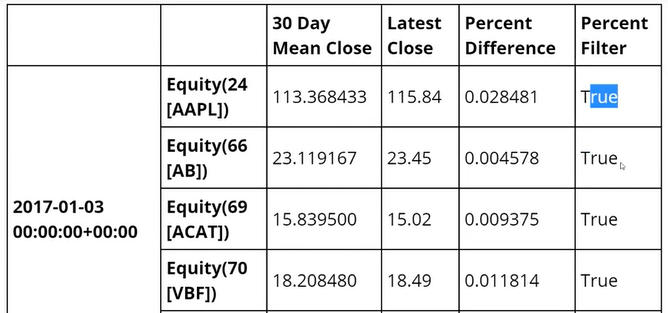 30 Day Latest Percent Percent
Mean Close Close Difference Filter
Equity(24
[AAPL]) 113.368433 115.84 0.028481 True
Equity(66
[AB]) 23.119167 23.45 0.004578 True
2017-01-03
00:00:00+00:00
Equity(69
[ACAT]) 15.839500 15.02 0.009375 True
Equity(70
[VBF]) 18.208480 18.49 0.011814 True